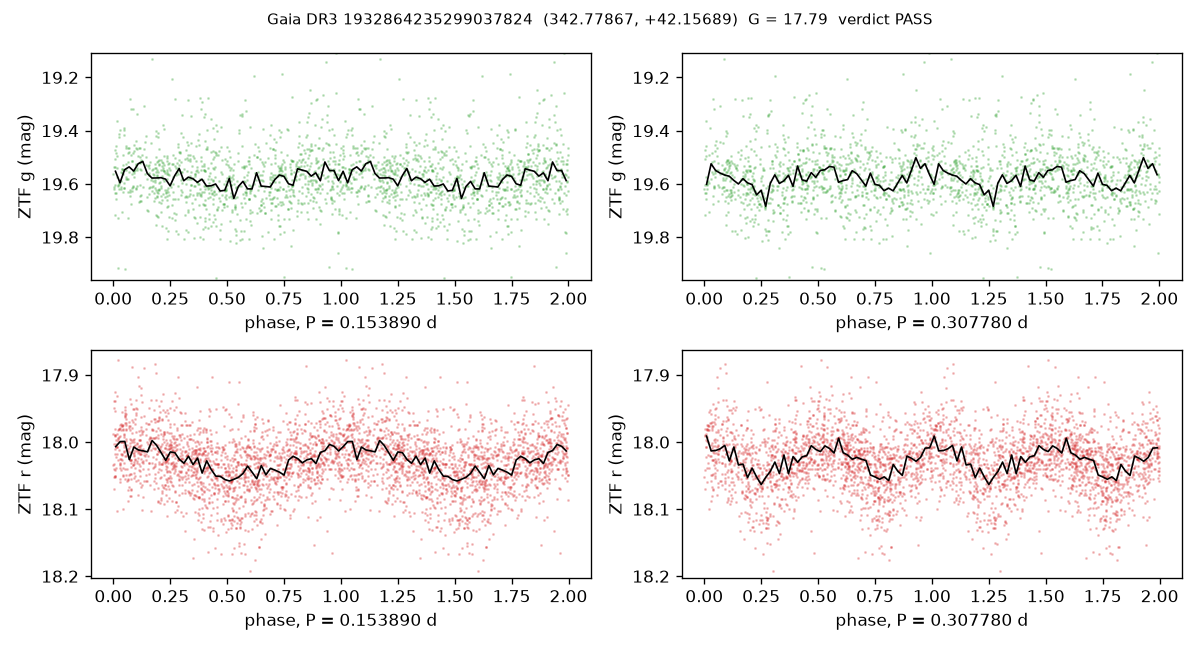 Gaia DR3 1932864235299037824 (342.77867, +42.15689) G = 17.79 verdict PASS
ZTF g (mag)
19.2
19.4
19.6
19.8
0.00 0.25 0.50 0.75 1.00 1.25 1.50 1.75 2.00
phase, P = 0.153890 d
ZTF g (mag)
19.2
19.4
19.6
19.8
0.00 0.25 0.50 0.75 1.00 1.25 1.50 1.75 2.00
phase, P = 0.307780 d
ZTF r (mag)
17.9
18.0
18.1
18.2
0.00 0.25 0.50 0.75 1.00 1.25 1.50 1.75 2.00
phase, P = 0.153890 d
ZTF r (mag)
17.9
18.0
18.1
18.2
0.00 0.25 0.50 0.75 1.00 1.25 1.50 1.75 2.00
phase, P = 0.307780 d